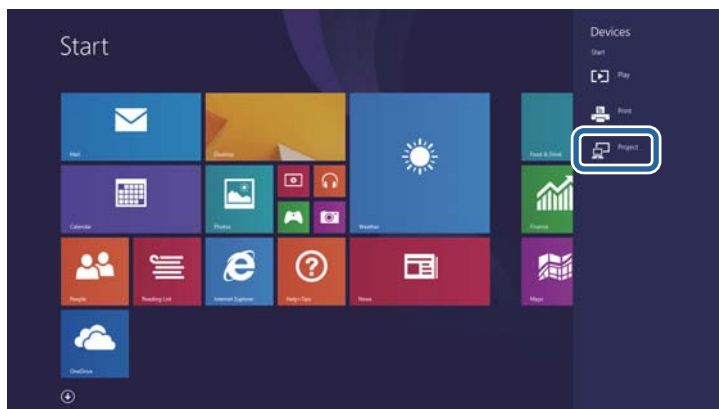 Start
Devices
Start
Play
Print
Project
Mail
Desktop
Food & Drink
Calendar
Photos
Weather
Finance
People
Reading List
Internet Explorer
Help+Tips
News
Maps
OneDrive